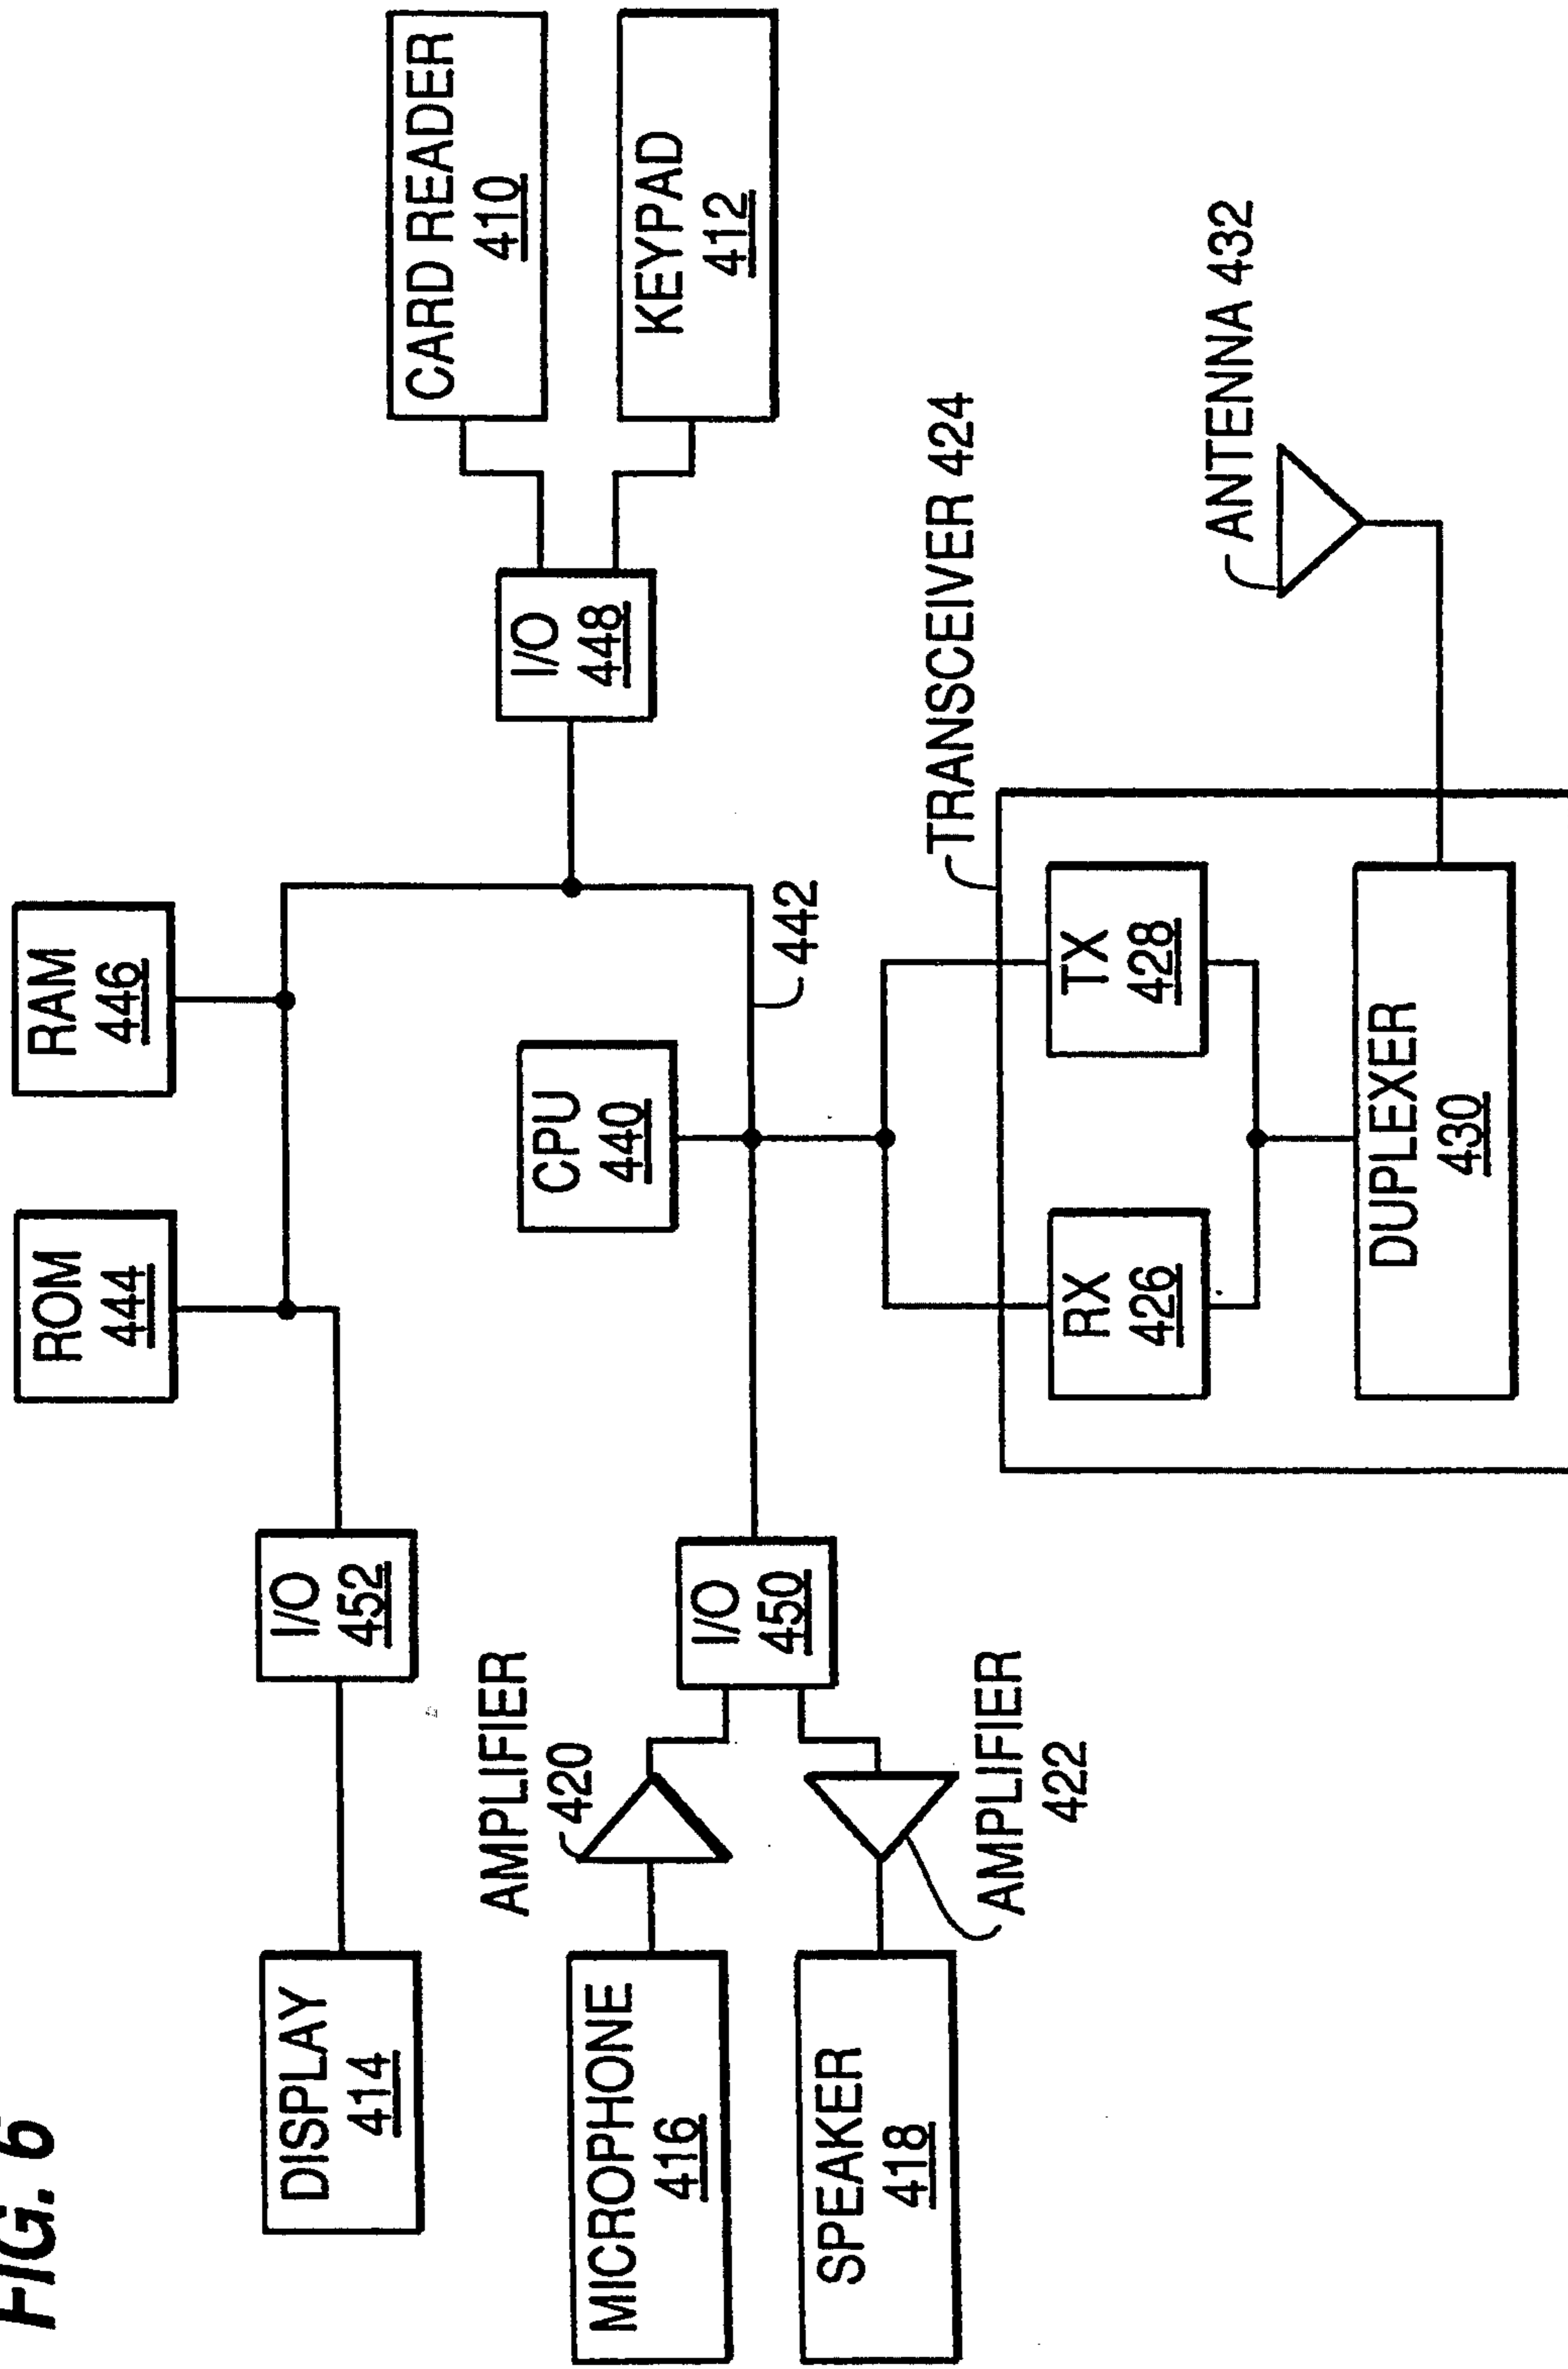 FIG. 6
ROM
444
RAM
446
DISPLAY
414
I/O
452
CARD READER
410
KEYPAD
412
I/O
448
CPU
440
442
AMPLIFIER
420
MICROPHONE
416
I/O
450
SPEAKER
418
AMPLIFIER
422
TRANSCEIVER 424
RX
426
TX
428
DUPLEXER
430
ANTENNA 432